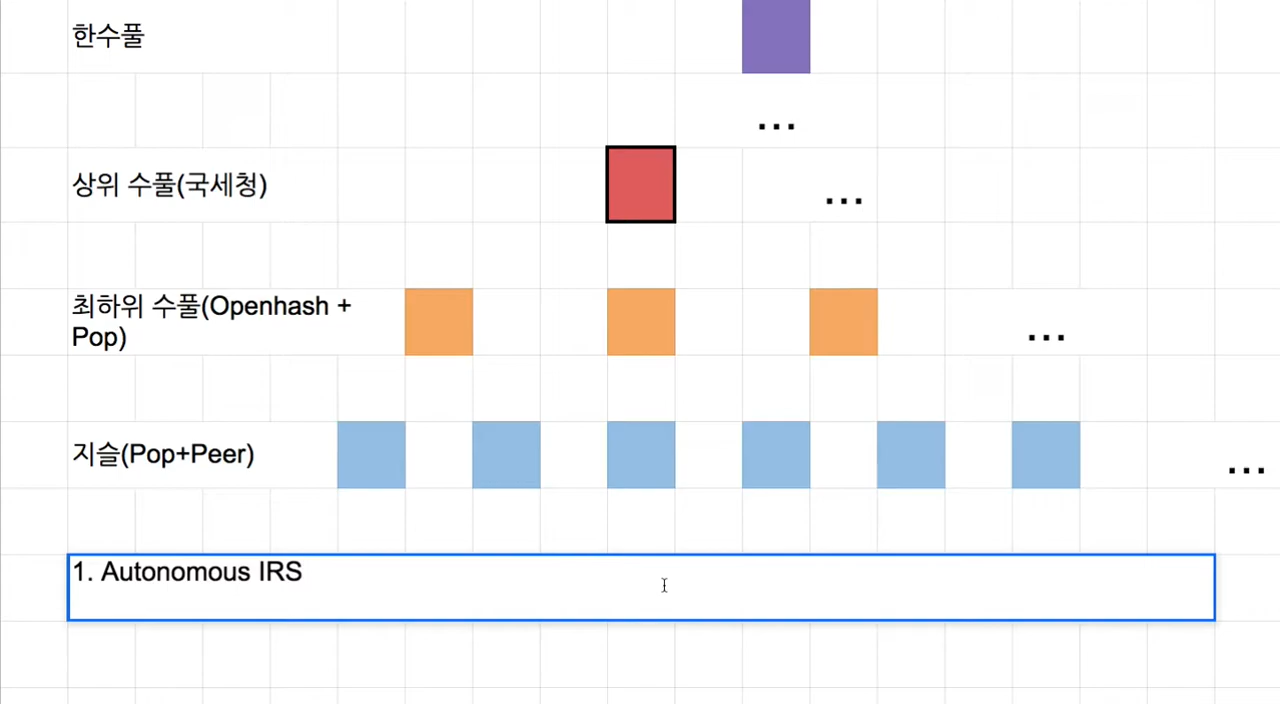 한수풀
...
상위 수풀(국세청)
...
최하위 수풀(Openhash +
Pop)
...
지슬(Pop+Peer)
...
1. Autonomous IRS